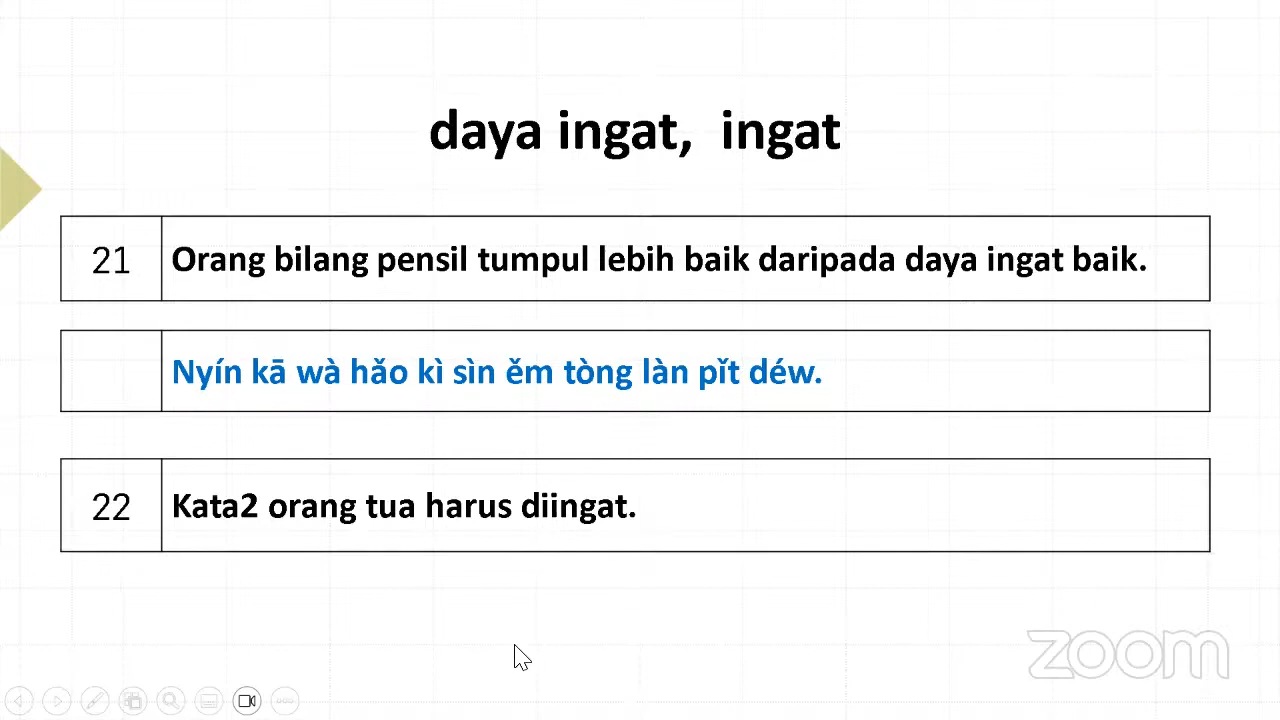 daya ingat, ingat
21 Orang bilang pensil tumpul lebih baik daripada daya ingat baik.
Nyín kā wà hǎo kì sìn ěm tòng làn pǐt déw.
22 Kata2 orang tua harus diingat.
zoom